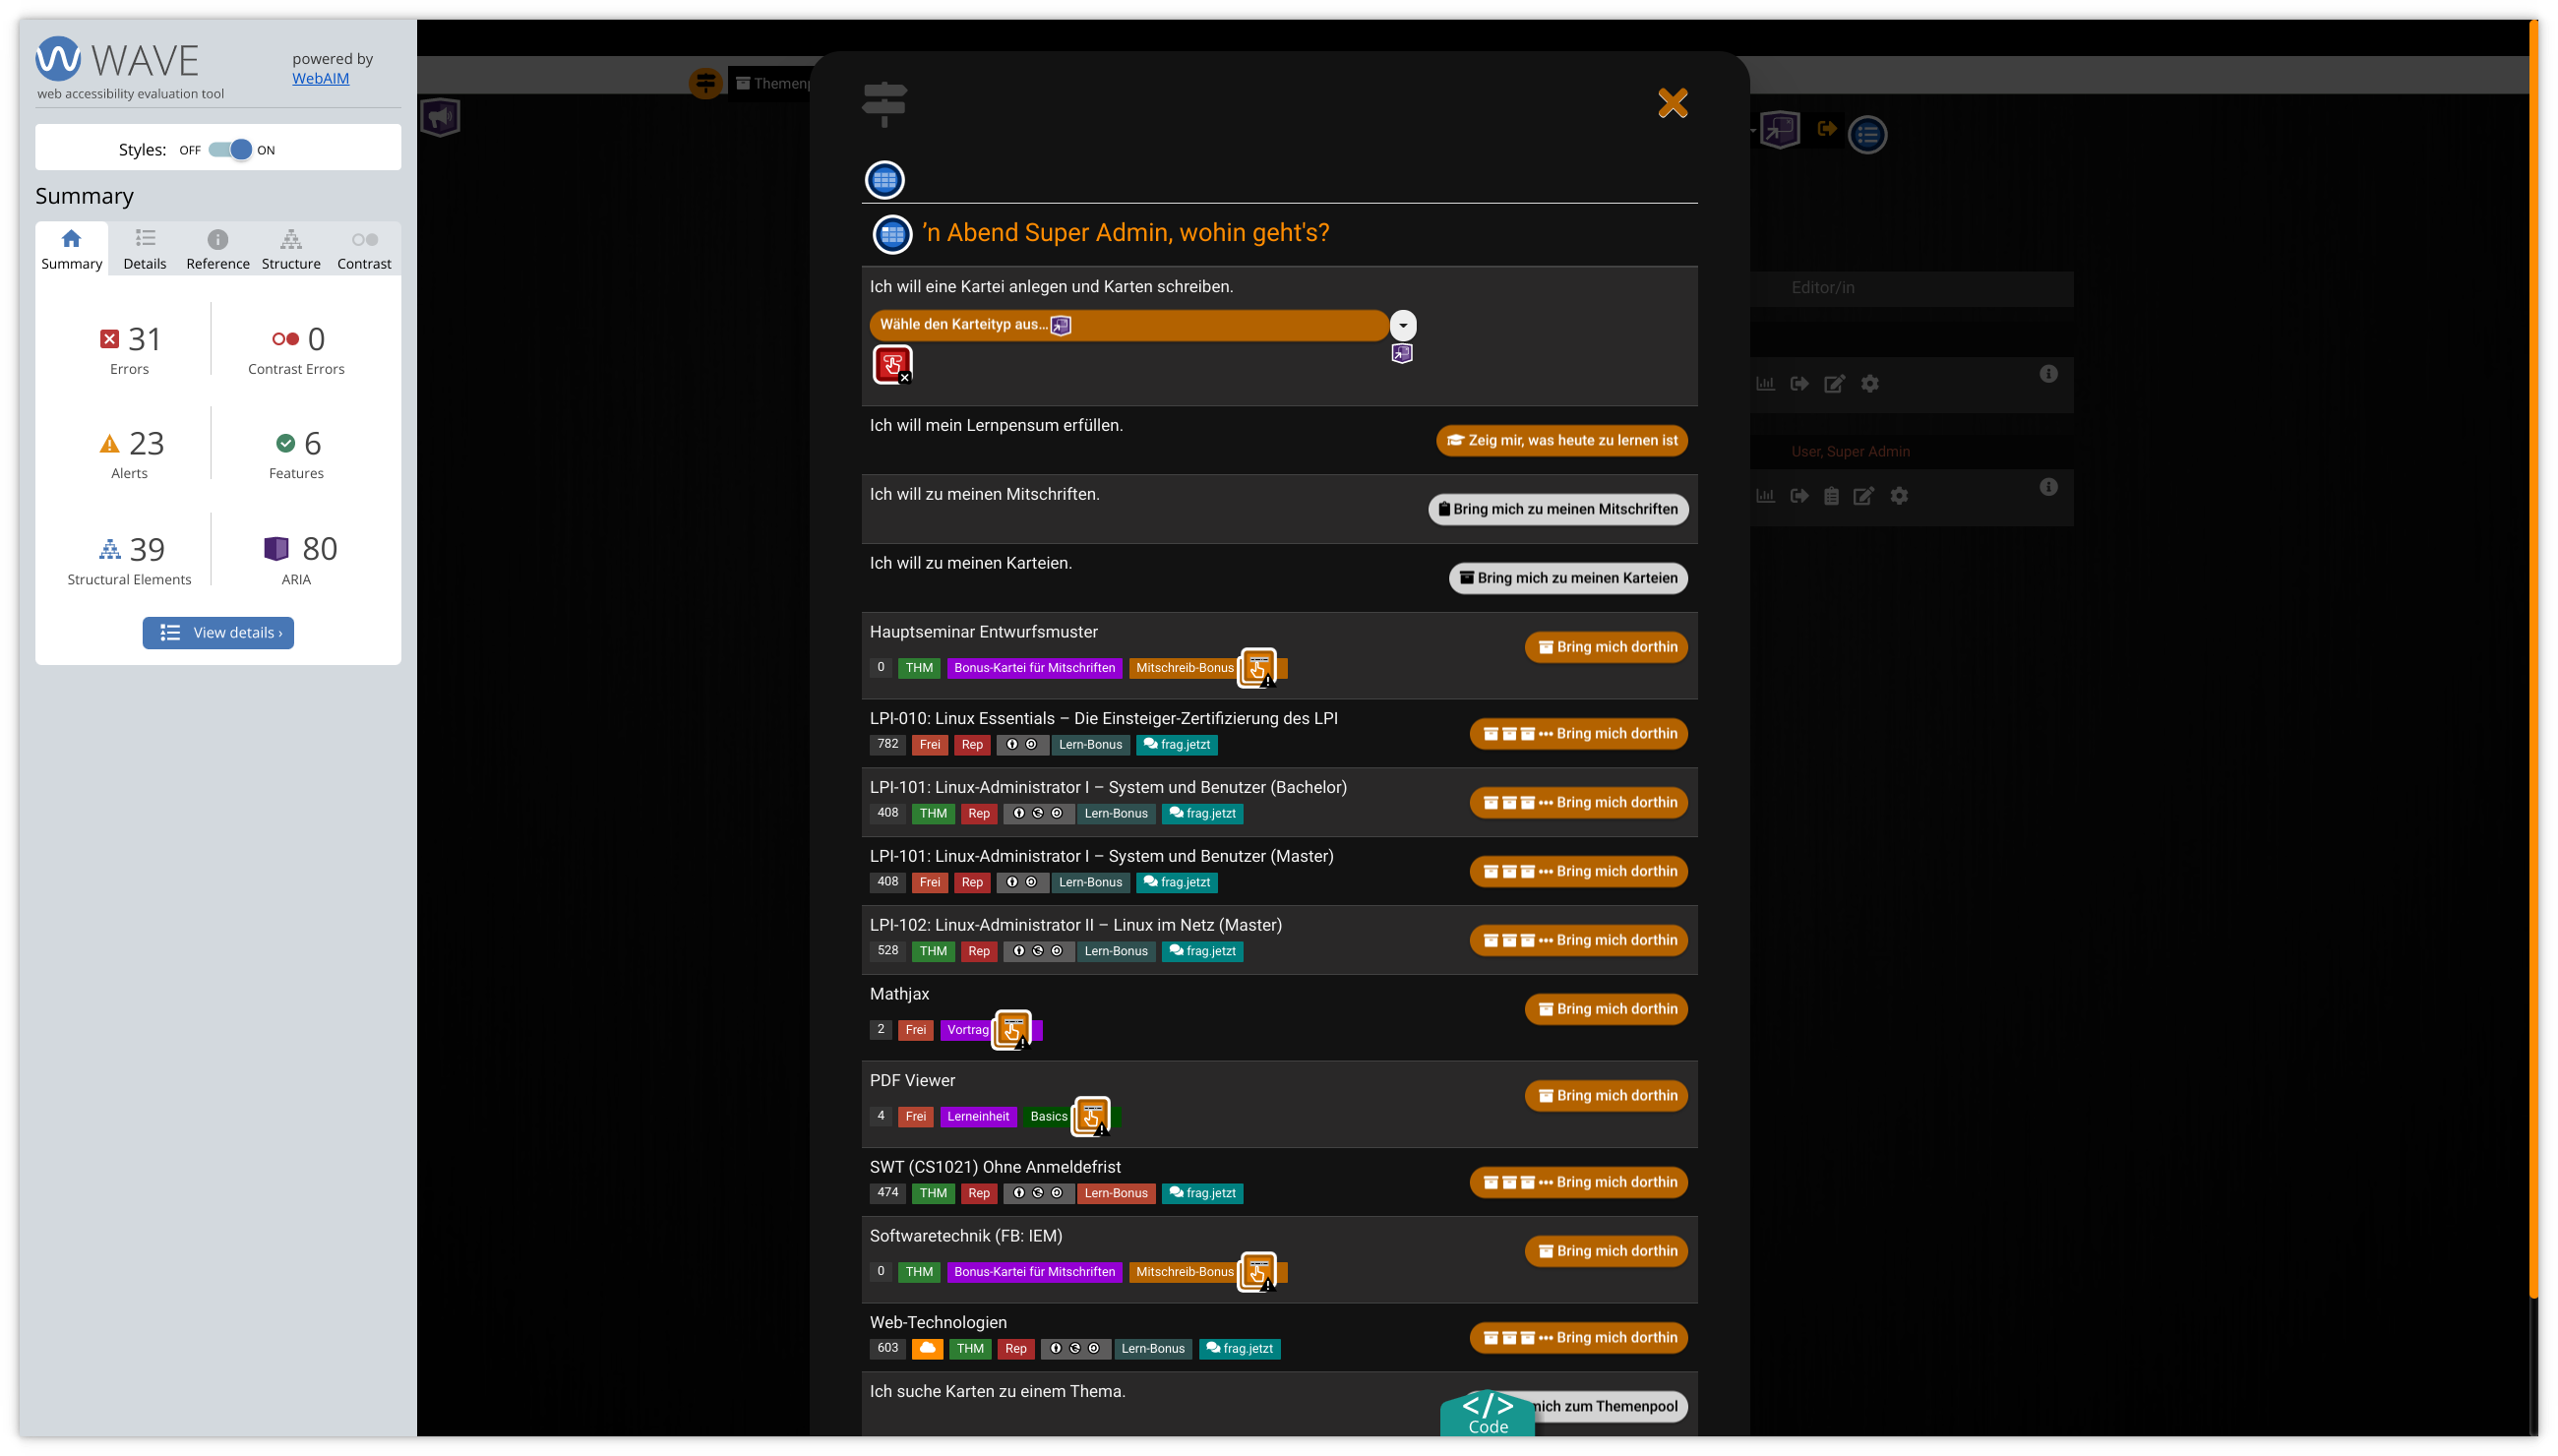 WAVE
web accessibility evaluation tool
powered by
WebAIM
Styles: OFF ON
Summary
Summary
Details
Reference
Structure
Contrast
31
Errors
0
Contrast Errors
23
Alerts
6
Features
39
Structural Elements
80
ARIA
View details ›
’n Abend Super Admin, wohin geht's?
Ich will eine Kartei anlegen und Karten schreiben.
Wähle den Karteityp aus...
Ich will mein Lernpensum erfüllen.
Zeig mir, was heute zu lernen ist
Ich will zu meinen Mitschriften.
Bring mich zu meinen Mitschriften
Ich will zu meinen Karteien.
Bring mich zu meinen Karteien
Hauptseminar Entwurfsmuster
Bring mich dorthin
0 THM Bonus-Kartei für Mitschriften Mitschreib-Bonus
LPI-010: Linux Essentials – Die Einsteiger-Zertifizierung des LPI
Bring mich dorthin
782 Frei Rep Lern-Bonus frag.jetzt
LPI-101: Linux-Administrator I – System und Benutzer (Bachelor)
Bring mich dorthin
408 THM Rep Lern-Bonus frag.jetzt
LPI-101: Linux-Administrator I – System und Benutzer (Master)
Bring mich dorthin
408 Frei Rep Lern-Bonus frag.jetzt
LPI-102: Linux-Administrator II – Linux im Netz (Master)
Bring mich dorthin
528 THM Rep Lern-Bonus frag.jetzt
Mathjax
Bring mich dorthin
2 Frei Vortrag
PDF Viewer
Bring mich dorthin
4 Frei Lerneinheit Basics
SWT (CS1021) Ohne Anmeldefrist
Bring mich dorthin
474 THM Rep Lern-Bonus frag.jetzt
Softwaretechnik (FB: IEM)
Bring mich dorthin
0 THM Bonus-Kartei für Mitschriften Mitschreib-Bonus
Web-Technologien
Bring mich dorthin
603 THM Rep Lern-Bonus frag.jetzt
Ich suche Karten zu einem Thema.
mich zum Themenpool
</> Code
Editor/in
User, Super Admin